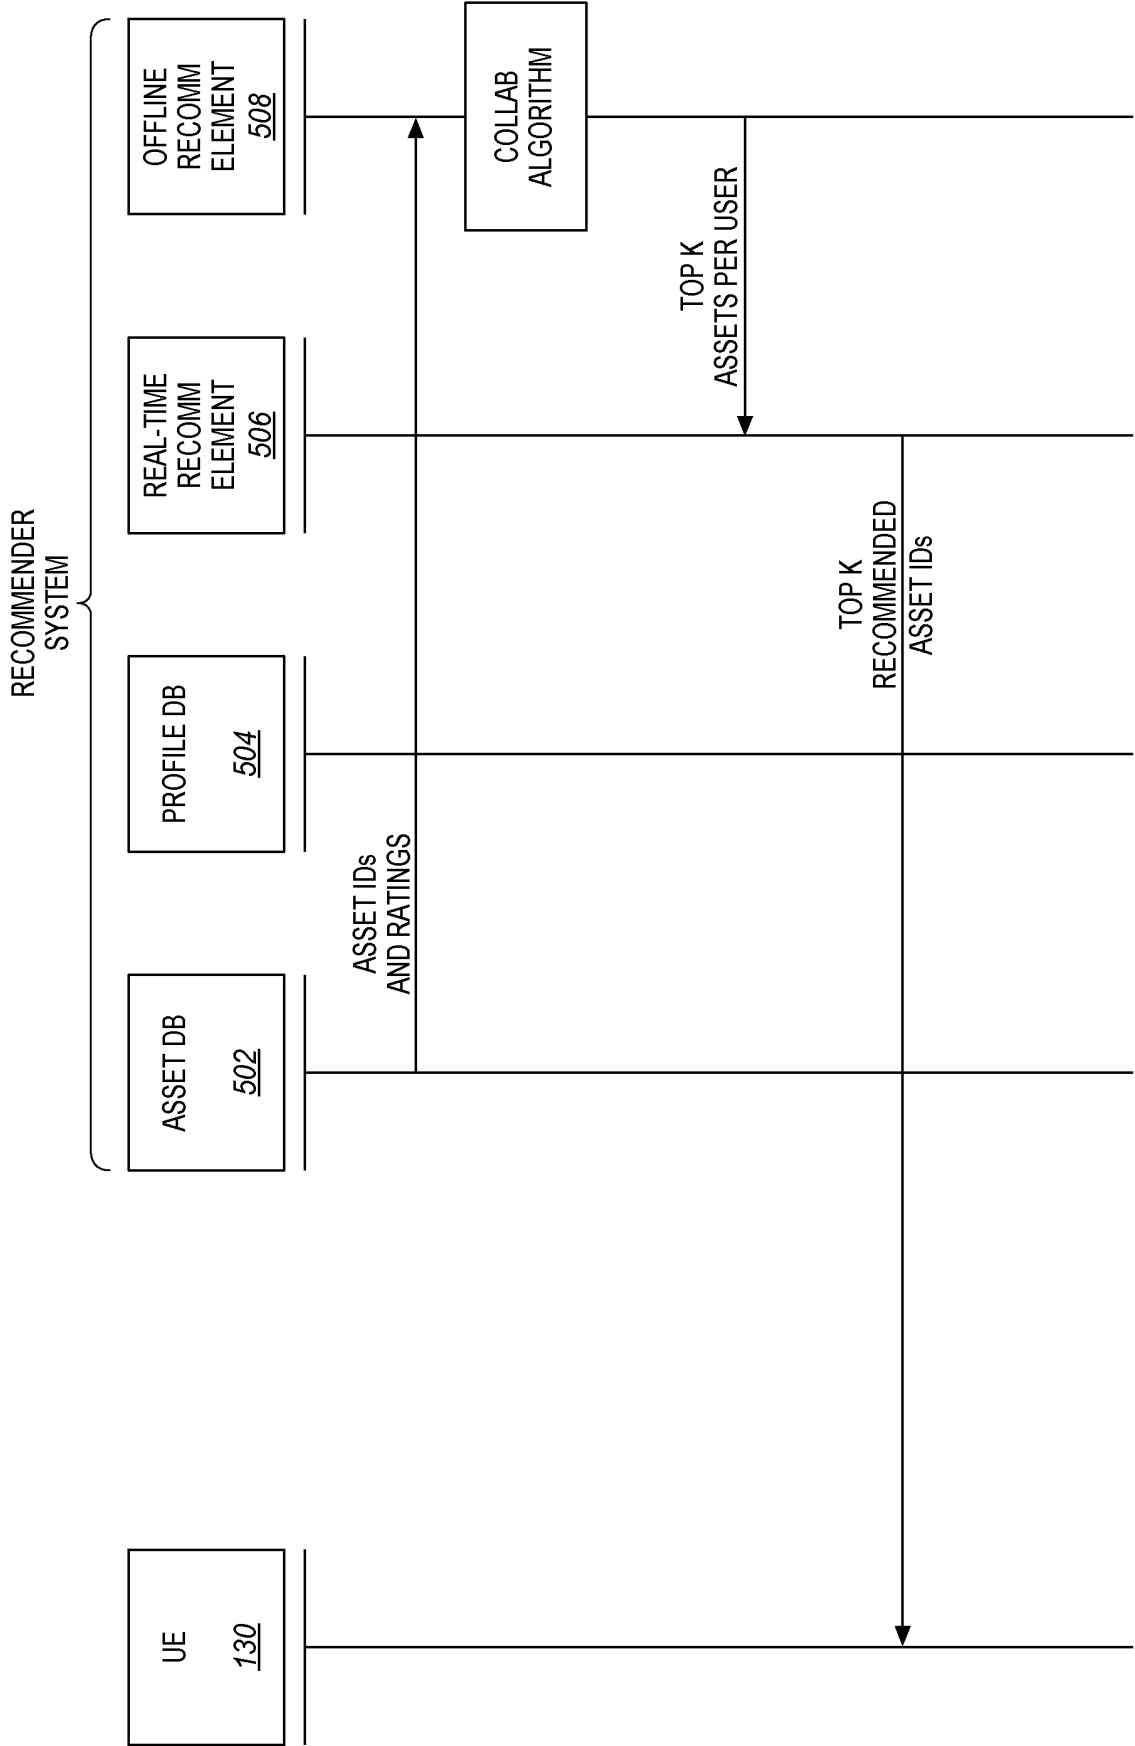 RECOMMENDER
SYSTEM
UE
130
ASSET DB
502
PROFILE DB
504
REAL-TIME
RECOMM
ELEMENT
506
OFFLINE
RECOMM
ELEMENT
508
ASSET IDs
AND RATINGS
COLLAB
ALGORITHM
TOP K
ASSETS PER USER
TOP K
RECOMMENDED
ASSET IDs